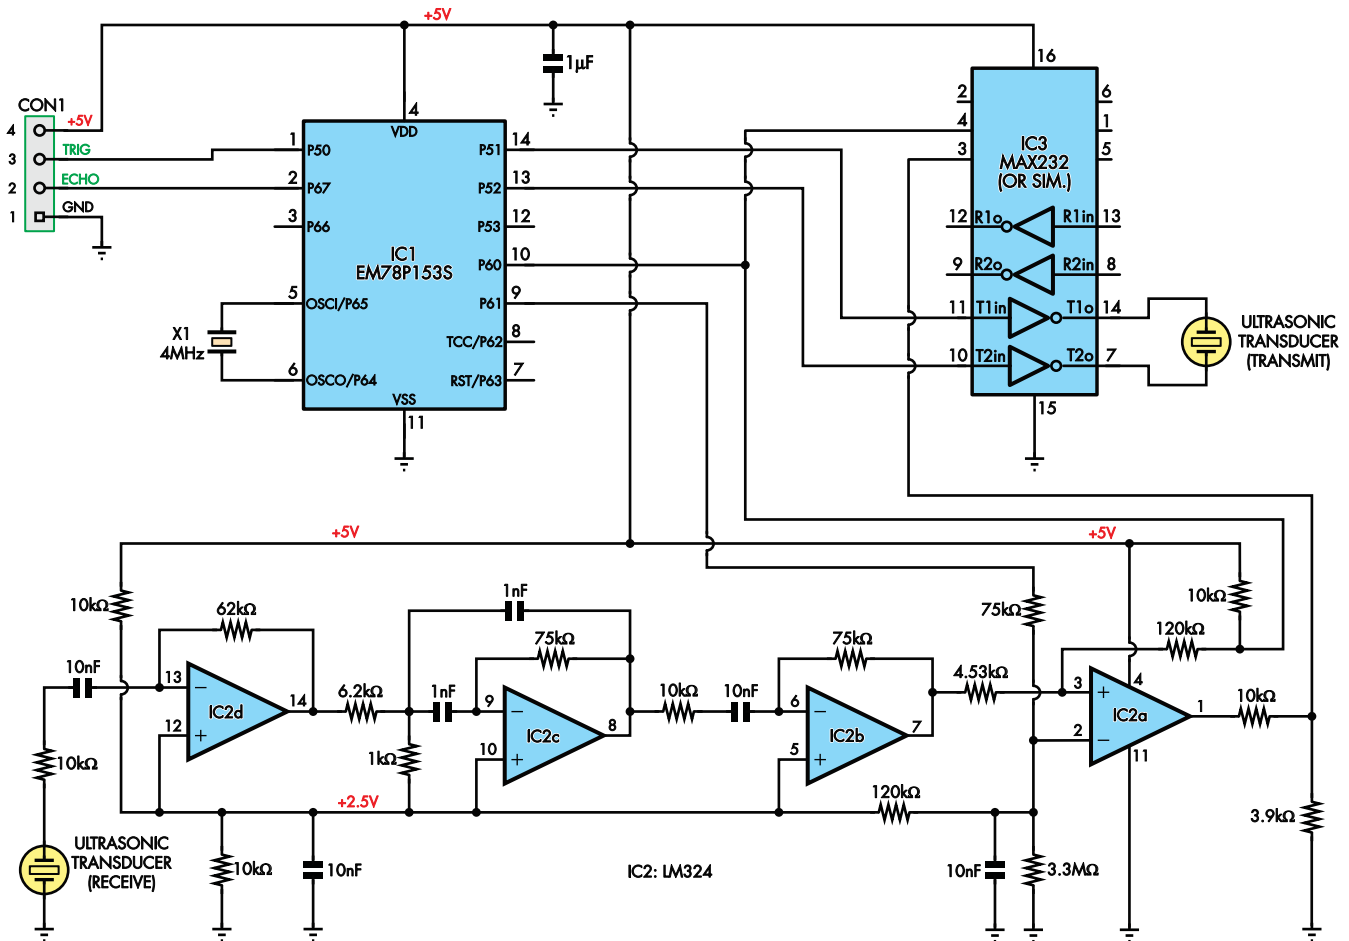 +5V
1µF
CON1
4 +5V
3 TRIG
2 ECHO
1 GND
4
VDD
1 P50
2 P67
3 P66
5 OSCI/P65
6 OSCO/P64
IC1
EM78P153S
P51 14
P52 13
P53 12
P60 10
P61 9
TCC/P62 8
RST/P63 7
VSS
11
X1
4MHz
16
2
4
3
6
1
5
IC3
MAX232
(OR SIM.)
12 R1o R1in 13
9 R2o R2in 8
11 T1in T1o 14
10 T2in T2o 7
15
ULTRASONIC
TRANSDUCER
(TRANSMIT)
+5V
+5V
10kΩ
62kΩ
1nF
75kΩ
75kΩ
75kΩ
10kΩ
120kΩ
10nF
13
12
IC2d
14
6.2kΩ
1nF
9
10
IC2c
8
10kΩ
10nF
6
5
IC2b
7
4.53kΩ
3
2
4
IC2a
1
11
10kΩ
10kΩ
1kΩ
+2.5V
120kΩ
3.9kΩ
ULTRASONIC
TRANSDUCER
(RECEIVE)
10kΩ
10nF
IC2: LM324
10nF
3.3MΩ